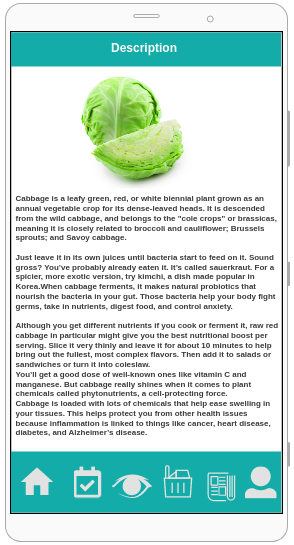 Description
Cabbage is a leafy green, red, or white biennial plant grown as an
annual vegetable crop for its dense-leaved heads. It is descended
from the wild cabbage, and belongs to the "cole crops" or brassicas,
meaning it is closely related to broccoli and cauliflower; Brussels
sprouts; and Savoy cabbage.
Just leave it in its own juices until bacteria start to feed on it. Sound
gross? You've probably already eaten it. It's called sauerkraut. For a
spicier, more exotic version, try kimchi, a dish made popular in
Korea.When cabbage ferments, it makes natural probiotics that
nourish the bacteria in your gut. Those bacteria help your body fight
germs, take in nutrients, digest food, and control anxiety.
Although you get different nutrients if you cook or ferment it, raw red
cabbage in particular might give you the best nutritional boost per
serving. Slice it very thinly and leave it for about 10 minutes to help
bring out the fullest, most complex flavors. Then add it to salads or
sandwiches or turn it into coleslaw.
You'll get a good dose of well-known ones like vitamin C and
manganese. But cabbage really shines when it comes to plant
chemicals called phytonutrients, a cell-protecting force.
Cabbage is loaded with lots of chemicals that help ease swelling in
your tissues. This helps protect you from other health issues
because inflammation is linked to things like cancer, heart disease,
diabetes, and Alzheimer's disease.